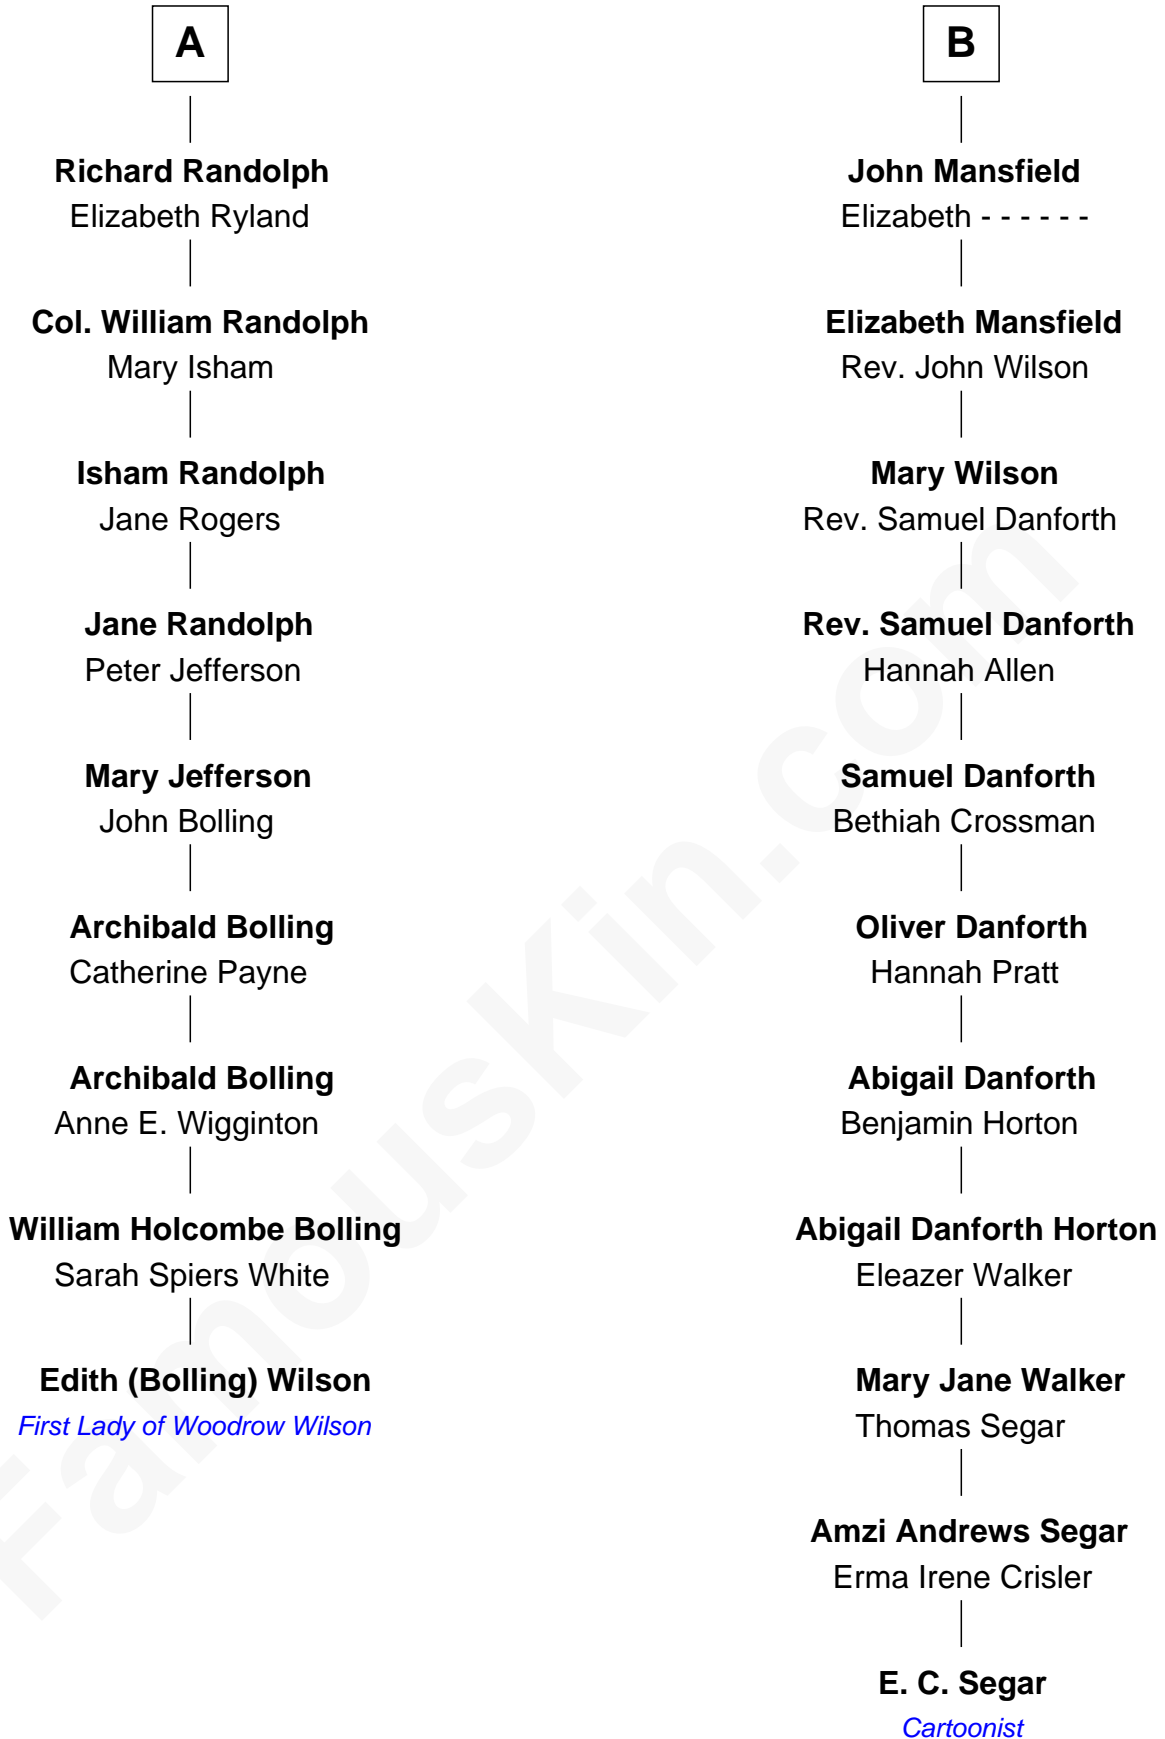 A
Richard Randolph
Elizabeth Ryland
Col. William Randolph
Mary Isham
Isham Randolph
Jane Rogers
Jane Randolph
Peter Jefferson
Mary Jefferson
John Bolling
Archibald Bolling
Catherine Payne
Archibald Bolling
Anne E. Wigginton
William Holcombe Bolling
Sarah Spiers White
Edith (Bolling) Wilson
First Lady of Woodrow Wilson
B
John Mansfield
Elizabeth - - - - - -
Elizabeth Mansfield
Rev. John Wilson
Mary Wilson
Rev. Samuel Danforth
Rev. Samuel Danforth
Hannah Allen
Samuel Danforth
Bethiah Crossman
Oliver Danforth
Hannah Pratt
Abigail Danforth
Benjamin Horton
Abigail Danforth Horton
Eleazer Walker
Mary Jane Walker
Thomas Segar
Amzi Andrews Segar
Erma Irene Crisler
E. C. Segar
Cartoonist
FamousKin.com